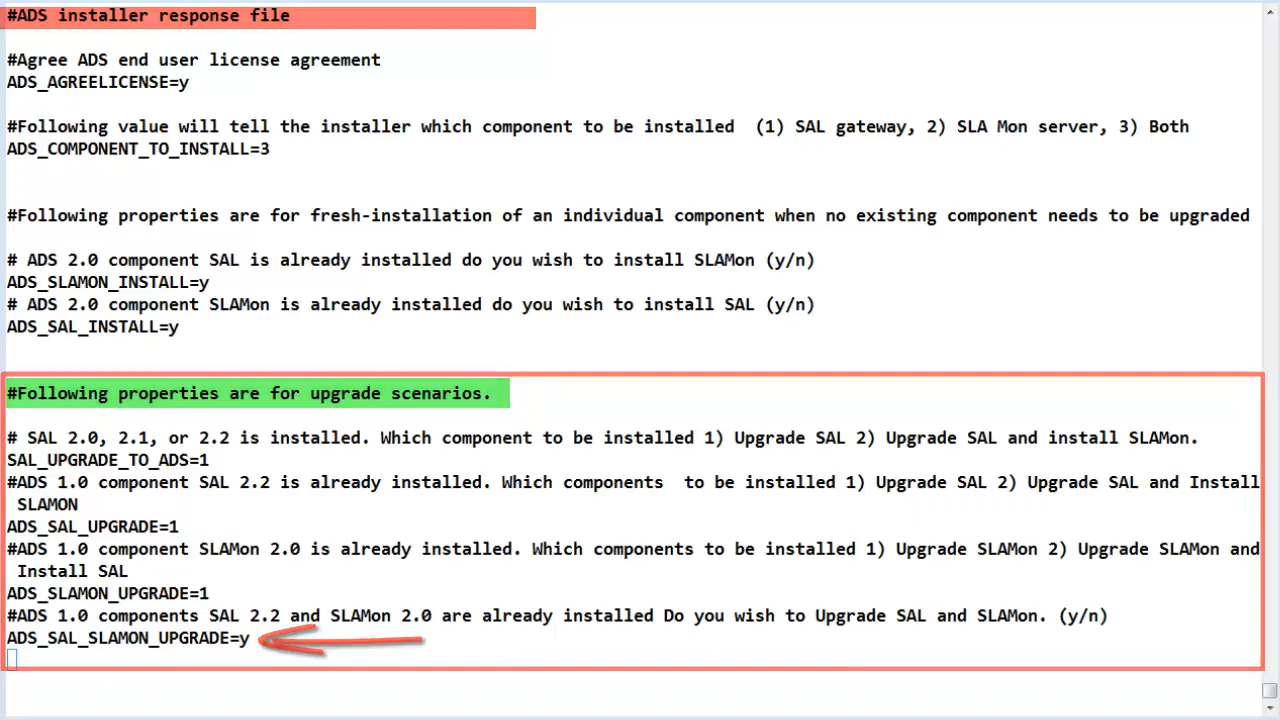 #ADS installer response file
#Agree ADS end user license agreement
ADS_AGREELICENSE=y
#Following value will tell the installer which component to be installed  (1) SAL gateway, 2) SLA Mon server, 3) Both
ADS_COMPONENT_TO_INSTALL=3
#Following properties are for fresh-installation of an individual component when no existing component needs to be upgraded
# ADS 2.0 component SAL is already installed do you wish to install SLAMon (y/n)
ADS_SLAMON_INSTALL=y
# ADS 2.0 component SLAMon is already installed do you wish to install SAL (y/n)
ADS_SAL_INSTALL=y
#Following properties are for upgrade scenarios.
# SAL 2.0, 2.1, or 2.2 is installed. Which component to be installed 1) Upgrade SAL 2) Upgrade SAL and install SLAMon.
SAL_UPGRADE_TO_ADS=1
#ADS 1.0 component SAL 2.2 is already installed. Which components  to be installed 1) Upgrade SAL 2) Upgrade SAL and Install
SLAMON
ADS_SAL_UPGRADE=1
#ADS 1.0 component SLAMon 2.0 is already installed. Which components to be installed 1) Upgrade SLAMon 2) Upgrade SLAMon and
Install SAL
ADS_SLAMON_UPGRADE=1
#ADS 1.0 components SAL 2.2 and SLAMon 2.0 are already installed Do you wish to Upgrade SAL and SLAMon. (y/n)
ADS_SAL_SLAMON_UPGRADE=y